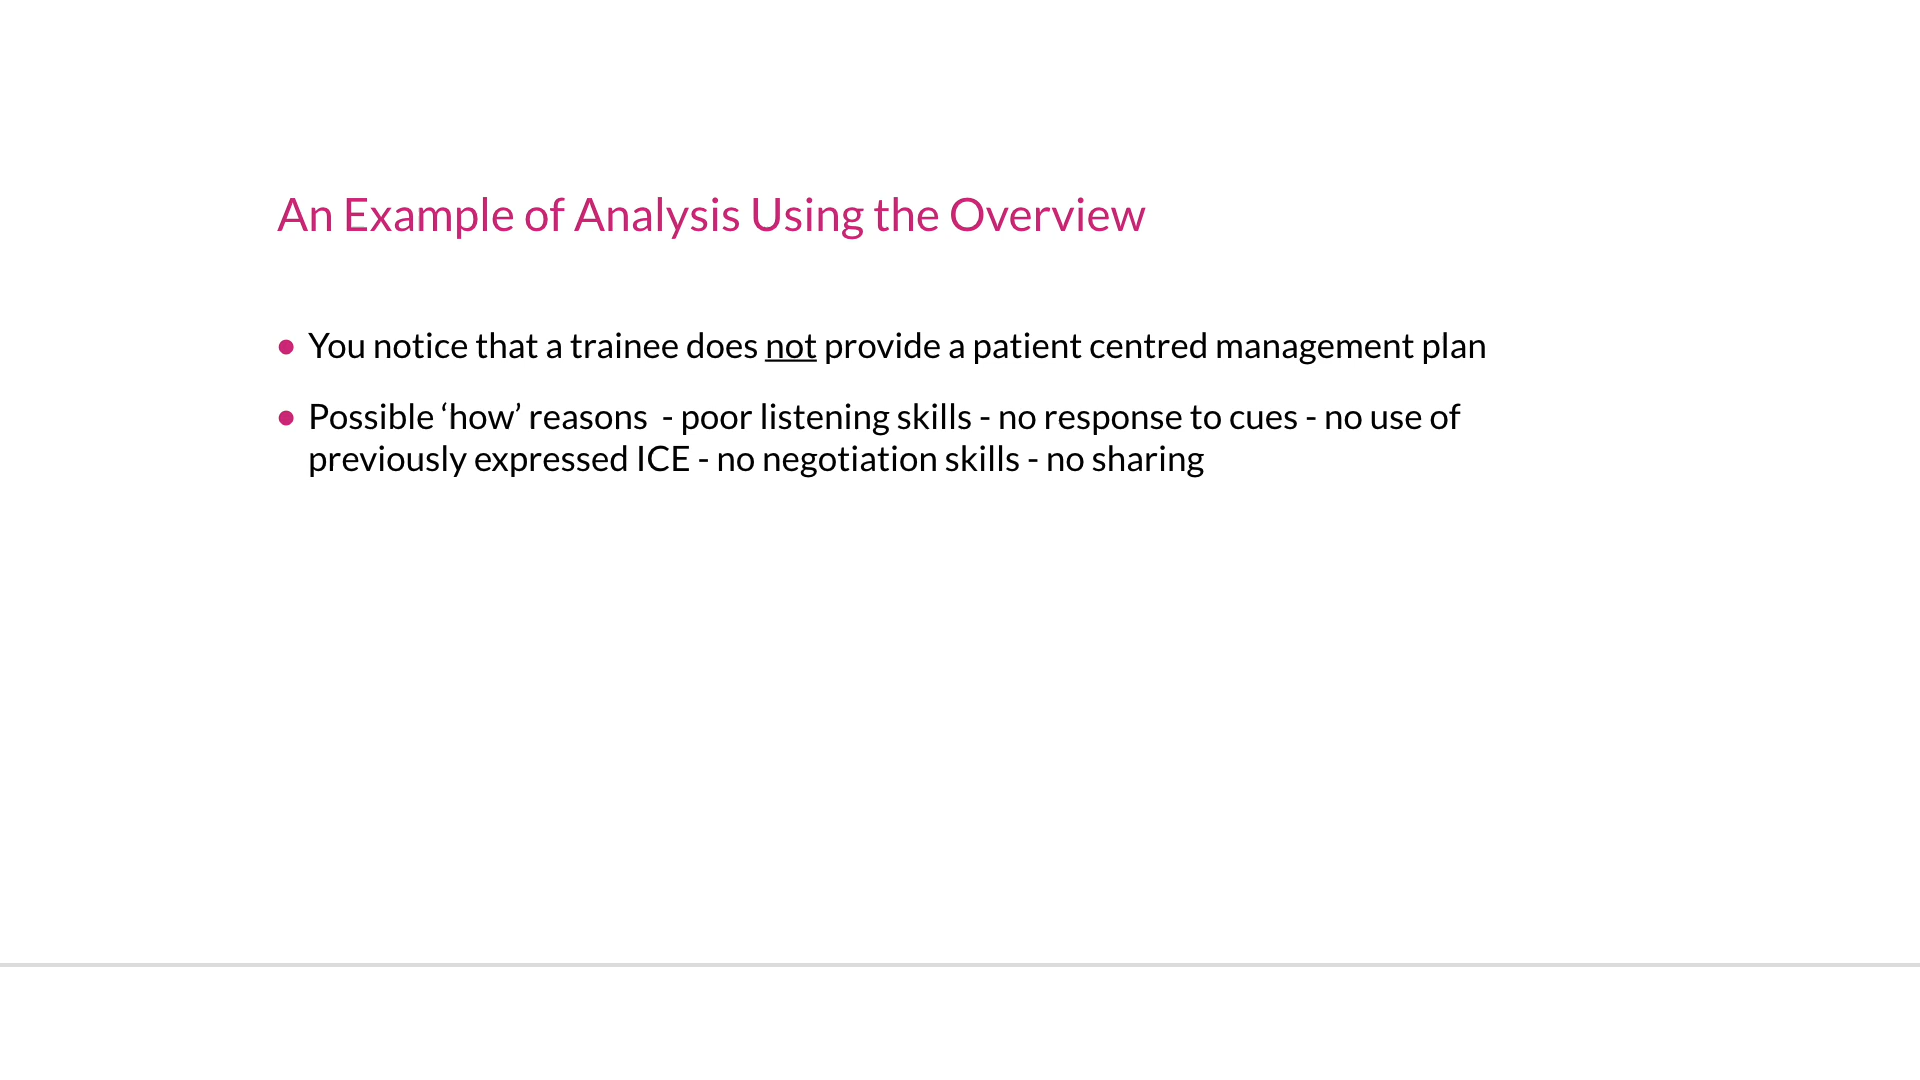 An Example of Analysis Using the Overview
• You notice that a trainee does not provide a patient centred management plan
• Possible ‘how’ reasons  - poor listening skills - no response to cues - no use of
previously expressed ICE - no negotiation skills - no sharing